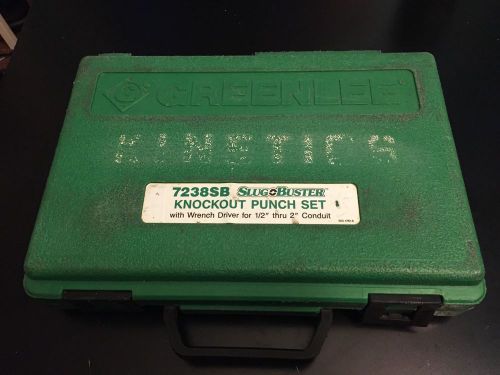 GREENLEE
KINETICS
7238SB SLUG BUSTER
KNOCKOUT PUNCH SET
with Wrench Driver for 1/2" thru 2" Conduit